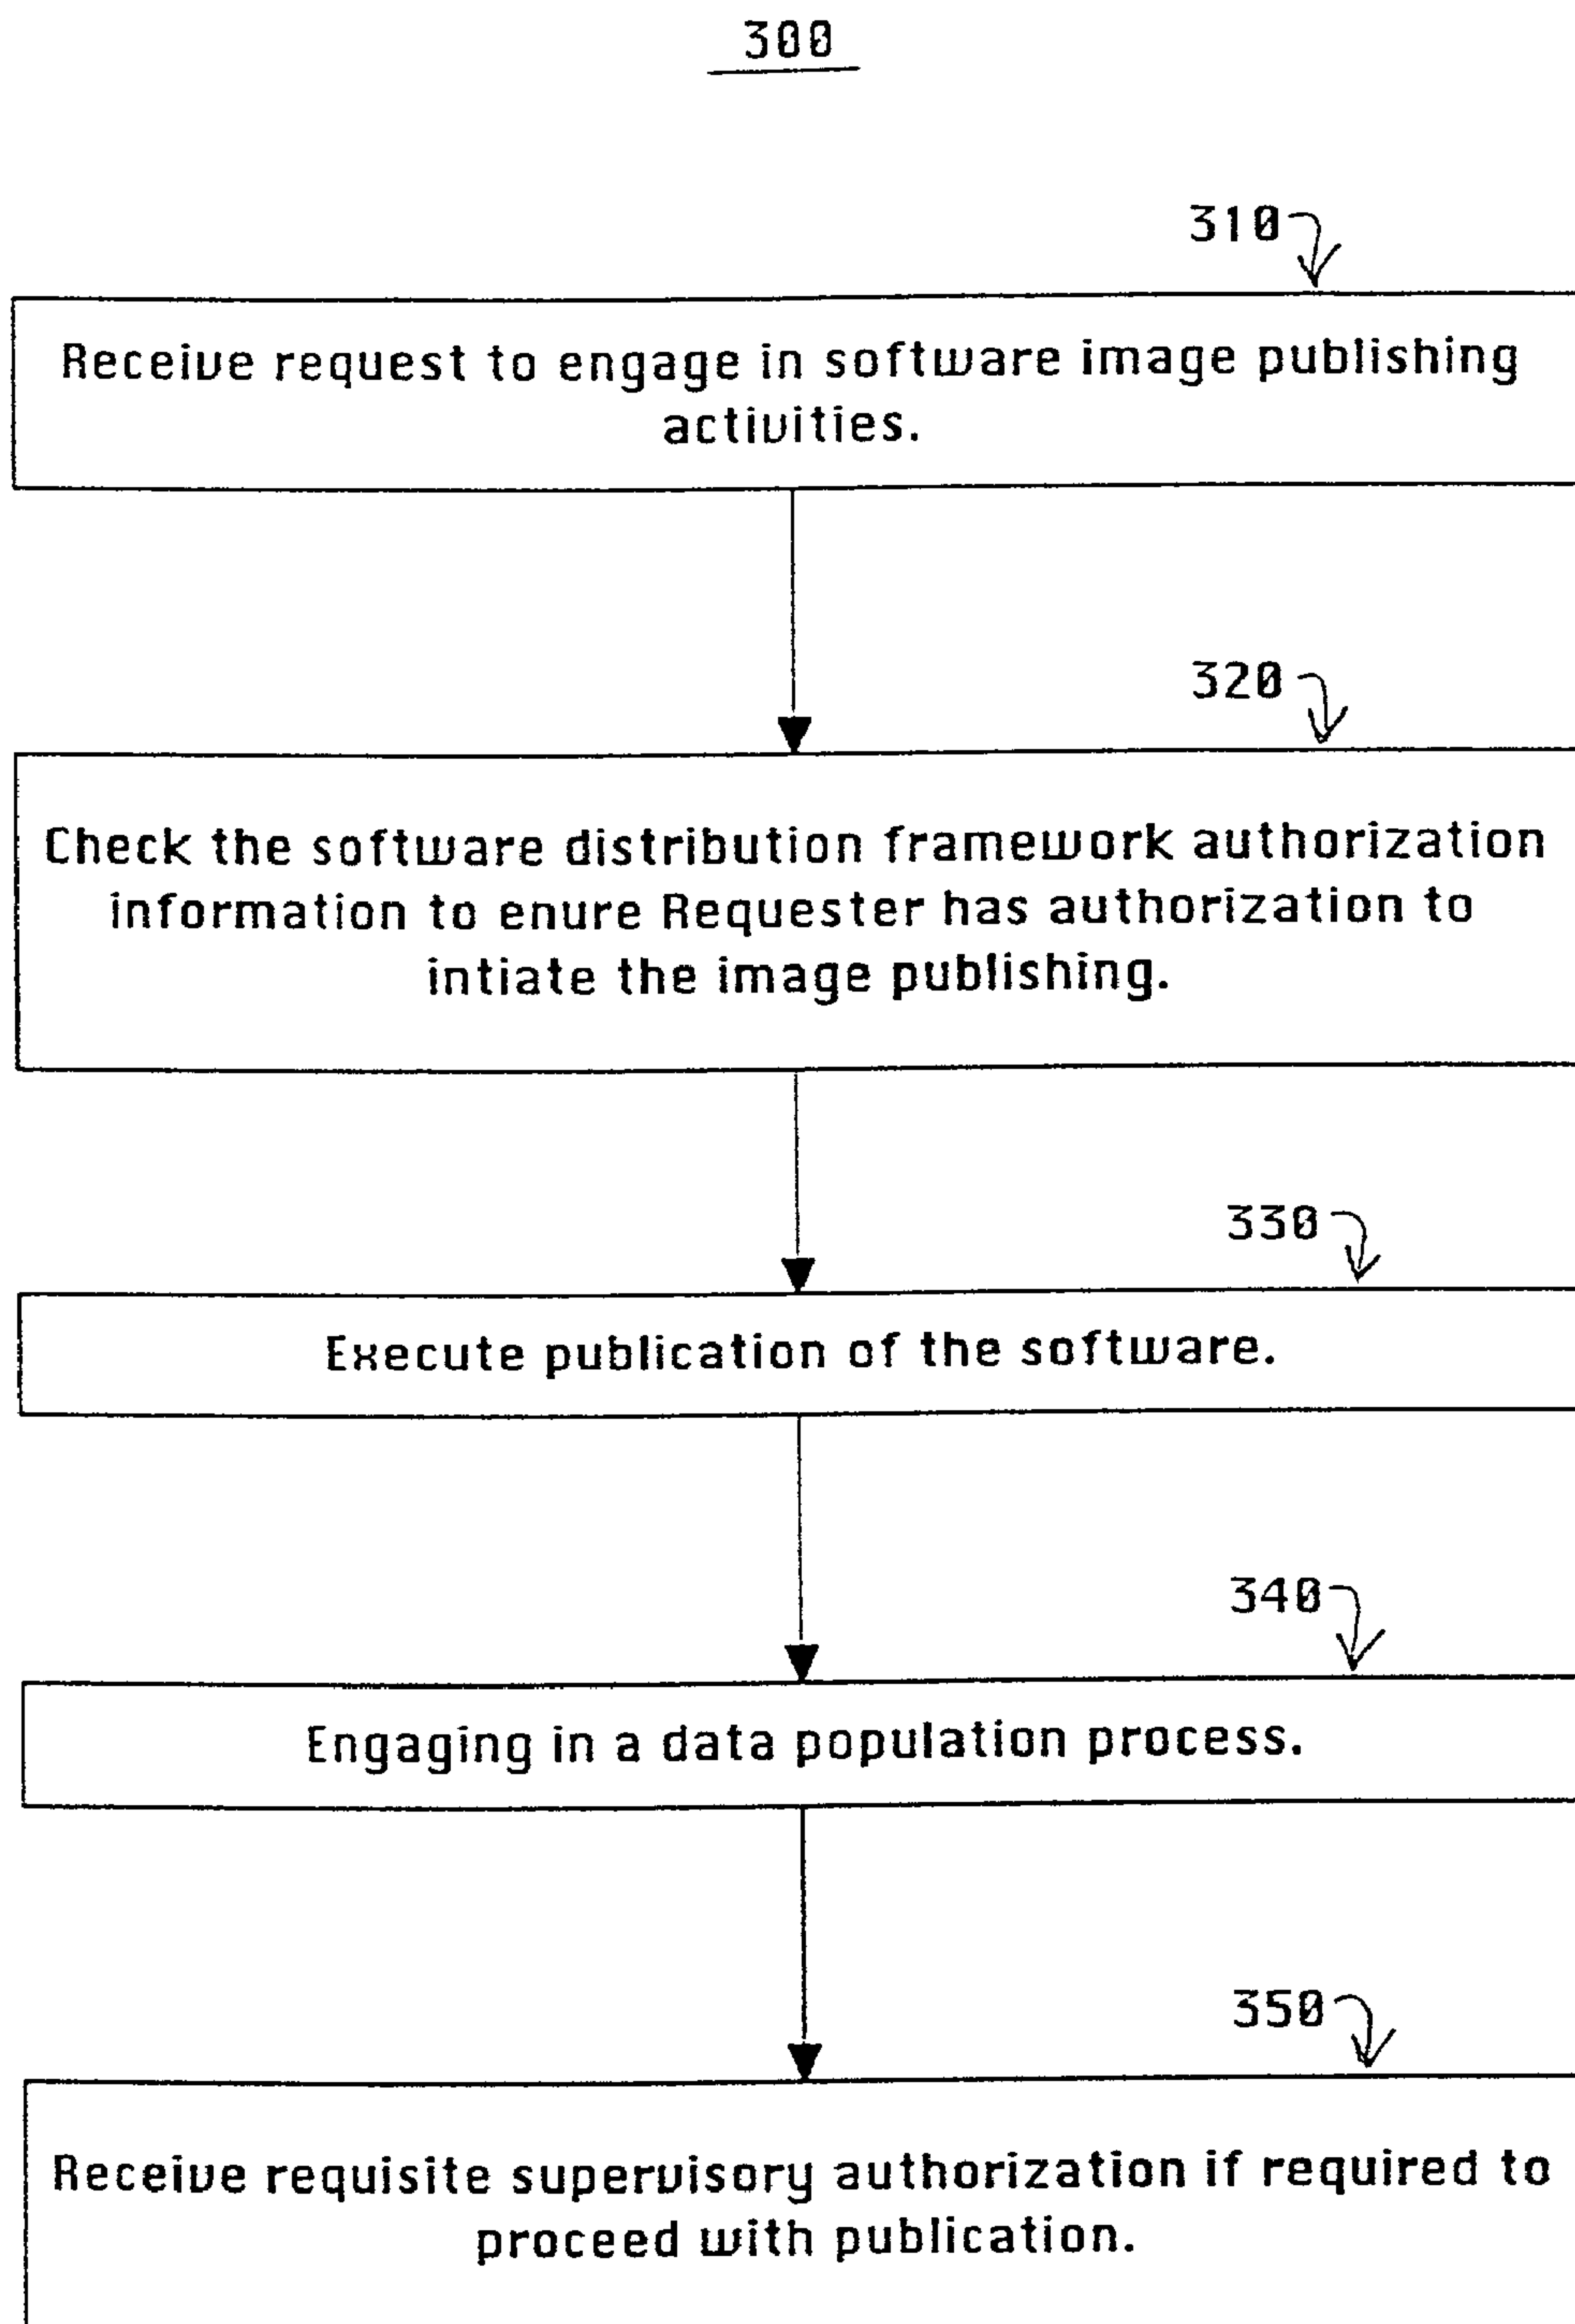 300
310
Receive request to engage in software image publishing
activities.
320
Check the software distribution framework authorization
information to enure Requester has authorization to
intiate the image publishing.
330
Execute publication of the software.
340
Engaging in a data population process.
350
Receive requisite supervisory authorization if required to
proceed with publication.